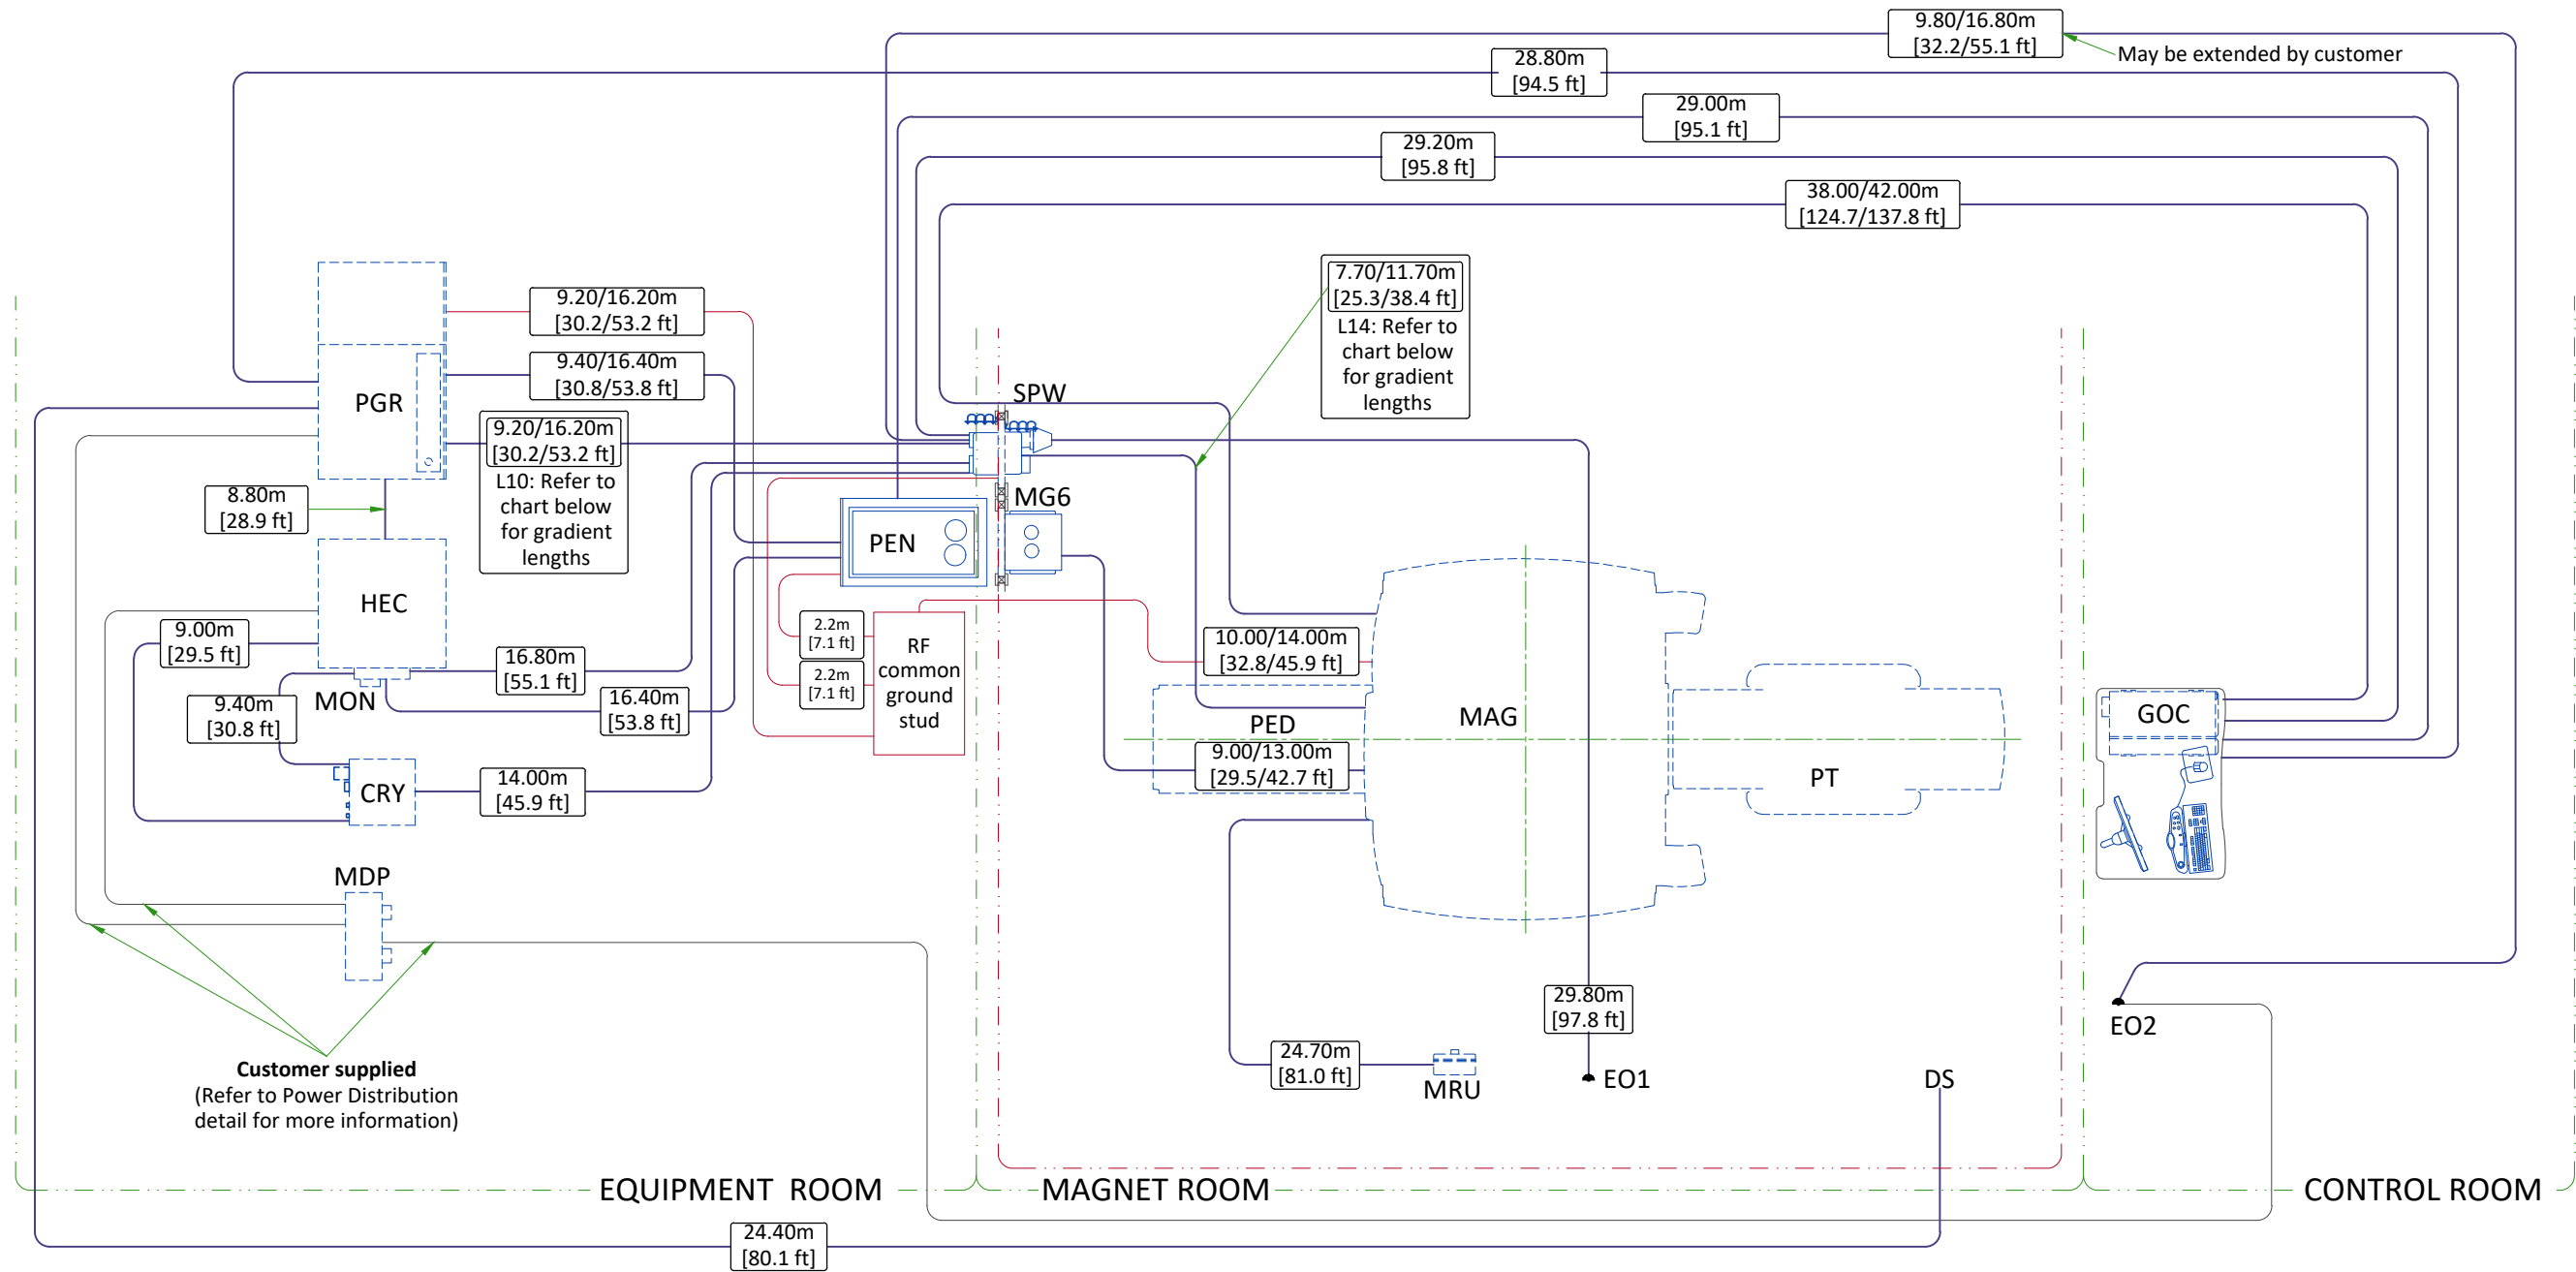 9.80/16.80m
[32.2/55.1 ft]
May be extended by customer
28.80m
[94.5 ft]
29.00m
[95.1 ft]
29.20m
[95.8 ft]
38.00/42.00m
[124.7/137.8 ft]
7.70/11.70m
[25.3/38.4 ft]
L14: Refer to
chart below
for gradient
lengths
9.20/16.20m
[30.2/53.2 ft]
9.40/16.40m
[30.8/53.8 ft]
PGR
SPW
9.20/16.20m
[30.2/53.2 ft]
L10: Refer to
chart below
for gradient
lengths
8.80m
[28.9 ft]
MG6
PEN
HEC
9.00m
[29.5 ft]
16.80m
[55.1 ft]
2.2m
[7.1 ft]
2.2m
[7.1 ft]
RF
common
ground
stud
10.00/14.00m
[32.8/45.9 ft]
MON
9.40m
[30.8 ft]
16.40m
[53.8 ft]
PED
MAG
GOC
9.00/13.00m
[29.5/42.7 ft]
PT
CRY
14.00m
[45.9 ft]
MDP
29.80m
[97.8 ft]
EO2
24.70m
[81.0 ft]
MRU
EO1
DS
Customer supplied
(Refer to Power Distribution
detail for more information)
EQUIPMENT ROOM
MAGNET ROOM
CONTROL ROOM
24.40m
[80.1 ft]